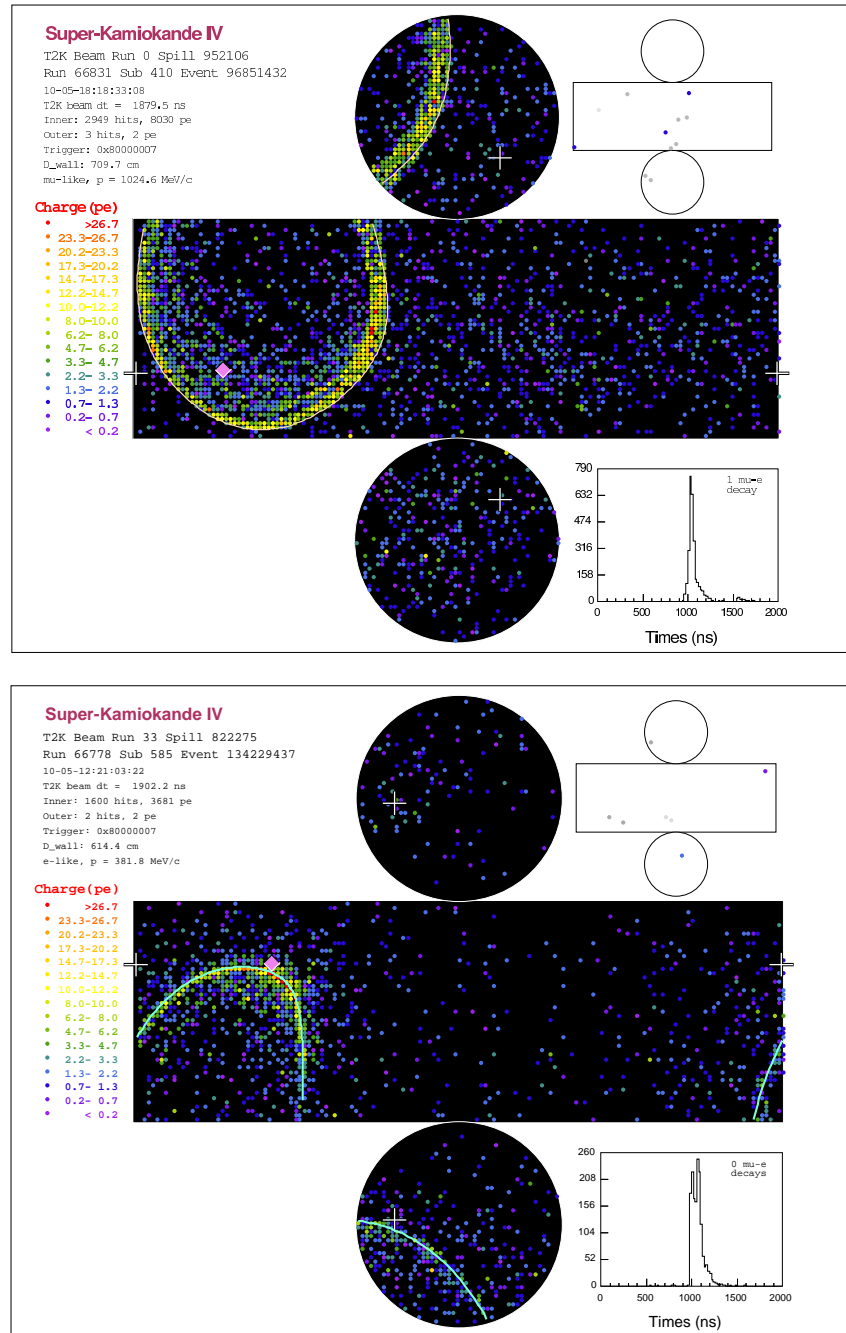 Super-Kamiokande IV
T2K Beam Run 0 Spill 952106
Run 66831 Sub 410 Event 96851432
10-05-18:18:33:08
T2K beam dt = 1879.5 ns
Inner: 2949 hits, 8030 pe
Outer: 3 hits, 2 pe
Trigger: 0x80000007
D_wall: 709.7 cm
mu-like, p = 1024.6 MeV/c
Charge(pe)
>26.7
23.3-26.7
20.2-23.3
17.3-20.2
14.7-17.3
12.2-14.7
10.0-12.2
8.0-10.0
6.2- 8.0
4.7- 6.2
3.3- 4.7
2.2- 3.3
1.3- 2.2
0.7- 1.3
0.2- 0.7
< 0.2
790
632
474
316
158
0
1 mu-e
decay
0 500 1000 1500 2000
Times (ns)
Super-Kamiokande IV
T2K Beam Run 33 Spill 822275
Run 66778 Sub 585 Event 134229437
10-05-12:21:03:22
T2K beam dt = 1902.2 ns
Inner: 1600 hits, 3681 pe
Outer: 2 hits, 2 pe
Trigger: 0x80000007
D_wall: 614.4 cm
e-like, p = 381.8 MeV/c
Charge(pe)
>26.7
23.3-26.7
20.2-23.3
17.3-20.2
14.7-17.3
12.2-14.7
10.0-12.2
8.0-10.0
6.2- 8.0
4.7- 6.2
3.3- 4.7
2.2- 3.3
1.3- 2.2
0.7- 1.3
0.2- 0.7
< 0.2
260
208
156
104
52
0
0 mu-e
decays
0 500 1000 1500 2000
Times (ns)